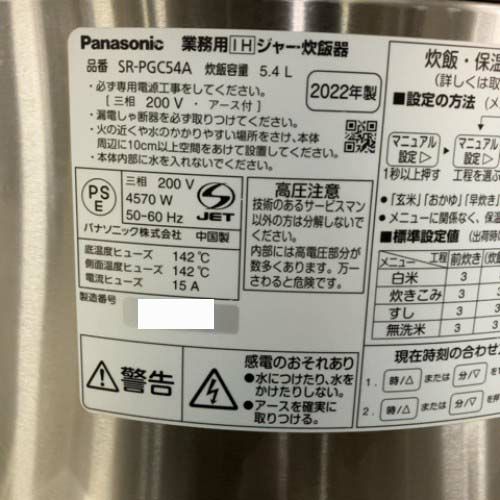 Panasonic 業務用IHジャー炊飯器
品番 SR-PGC54A 炊飯容量 5.4 L
・必ず専用電源工事をしてください。
[三相 200 V ・ アース付]
・漏電しゃ断器を必ず取りつけてください。
・火の近くや水のかかりやすい場所をさけ、本体
周辺に10cm以上空間をあけて設置してください。
・本体内部に水を入れないでください。
2022年製
PS
E
三相 200 V
4570 W
50-60 Hz
JET
パナソニック株式会社 中国製
底温度ヒューズ 142℃
側面温度ヒューズ 142℃
電流ヒューズ 15 A
製造番号
高圧注意
技術のあるサービスマン
以外の方は分解しないで
ください。
内部には高電圧部分が
数多くあります。万一
さわると危険です。
警告
感電のおそれあり
●水につけたり、水を
かけたりしない。
●アースを確実に
取りつける。
炊飯・保温
(詳しくは取
■設定の方法 (メ
マニュアル
設定 ▷
マニュアル
設定 ▷
1秒以上押す 工程を選ぶ
●「玄米」「おかゆ」「早炊き」
●メニューに関係なく、保温
■標準設定値 (出荷時
メニュー 工程 前炊き (炊飯
白米 3 3
炊きこみ 3 3
すし 3 3
無洗米 3
現在時刻の合わせ方
1. 時/△ または 分/▽ を
2. 時/△ または 分/▽ を押